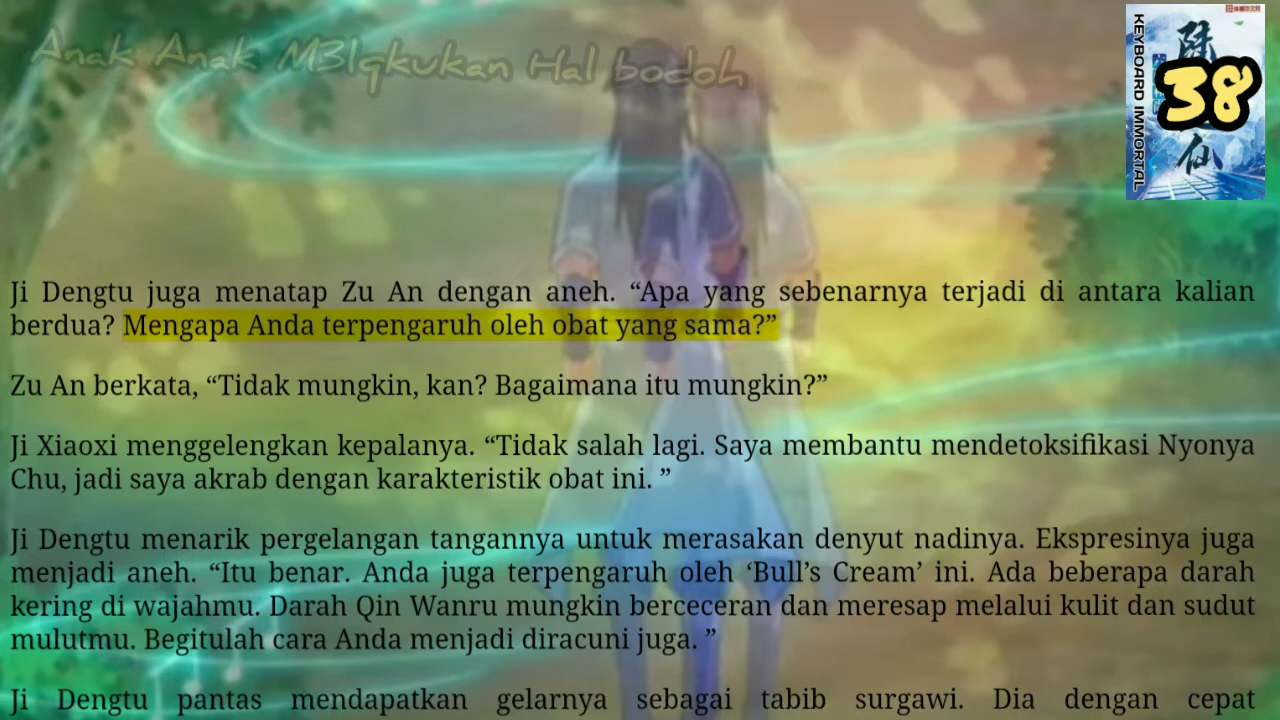 Anak Anak M3lqkukan Hal bodoh
KEYBOARD IMMORTAL
38
仙
Ji Dengtu juga menatap Zu An dengan aneh. “Apa yang sebenarnya terjadi di antara kalian
berdua? Mengapa Anda terpengaruh oleh obat yang sama?”
Zu An berkata, “Tidak mungkin, kan? Bagaimana itu mungkin?”
Ji Xiaoxi menggelengkan kepalanya. “Tidak salah lagi. Saya membantu mendetoksifikasi Nyonya
Chu, jadi saya akrab dengan karakteristik obat ini. ”
Ji Dengtu menarik pergelangan tangannya untuk merasakan denyut nadinya. Ekspresinya juga
menjadi aneh. “Itu benar. Anda juga terpengaruh oleh ‘Bull’s Cream’ ini. Ada beberapa darah
kering di wajahmu. Darah Qin Wanru mungkin berceceran dan meresap melalui kulit dan sudut
mulutmu. Begitulah cara Anda menjadi diracuni juga. ”
Ji Dengtu pantas mendapatkan gelarnya sebagai tabib surgawi. Dia dengan cepat